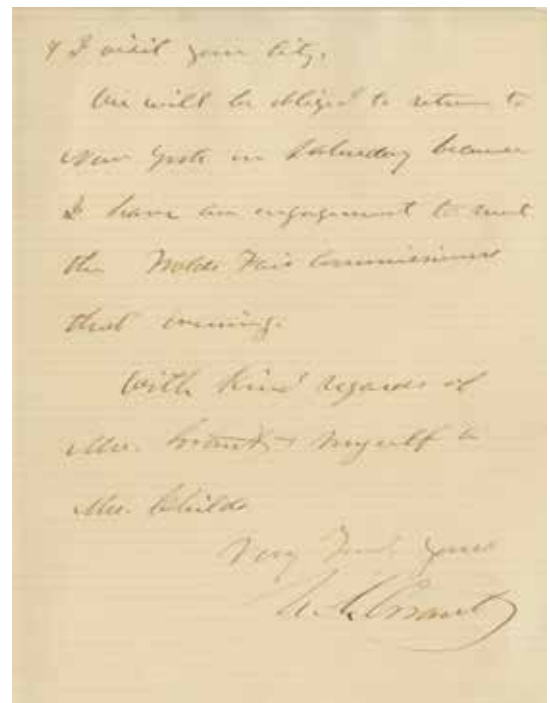 & I visit your City.
We will be obliged to return to
New York on Saturday because
I have an engagement to meet
the Worlds Fair Commissioners
that evening.
With kind regards of
Mrs. Grant & myself to
Mrs. Childs
Very Truly yours
U. S. Grant